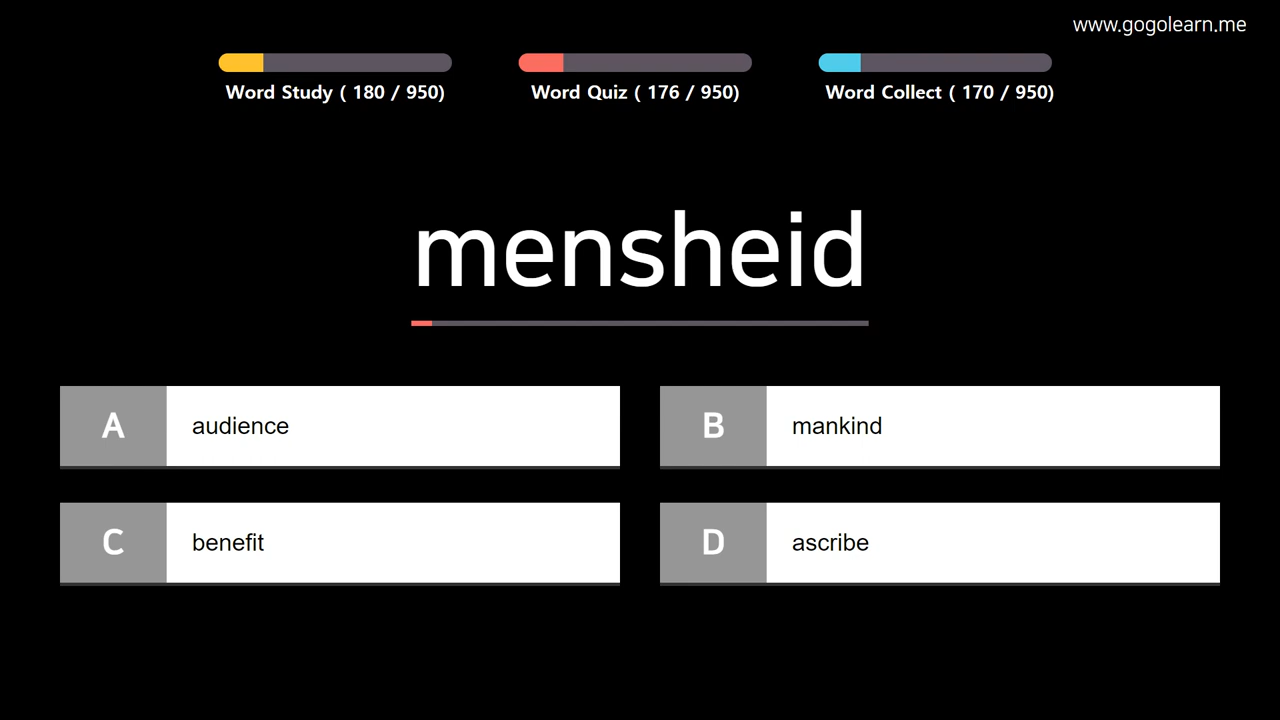 www.gogolearn.me
Word Study ( 180 / 950)
Word Quiz ( 176 / 950)
Word Collect ( 170 / 950)
mensheid
A audience
B mankind
C benefit
D ascribe